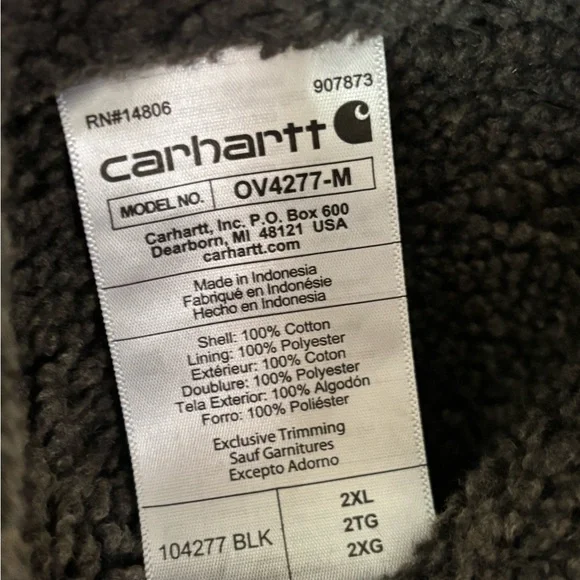 RN#14806 907873
carhartt
MODEL NO. OV4277-M
Carhartt, Inc. P.O. Box 600
Dearborn, MI 48121 USA
carhartt.com
Made in Indonesia
Fabriqué en Indonésie
Hecho en Indonesia
Shell: 100% Cotton
Lining: 100% Polyester
Extérieur: 100% Coton
Doublure: 100% Polyester
Tela Exterior: 100% Algodón
Forro: 100% Poliéster
Exclusive Trimming
Sauf Garnitures
Excepto Adorno
104277 BLK
2XL
2TG
2XG